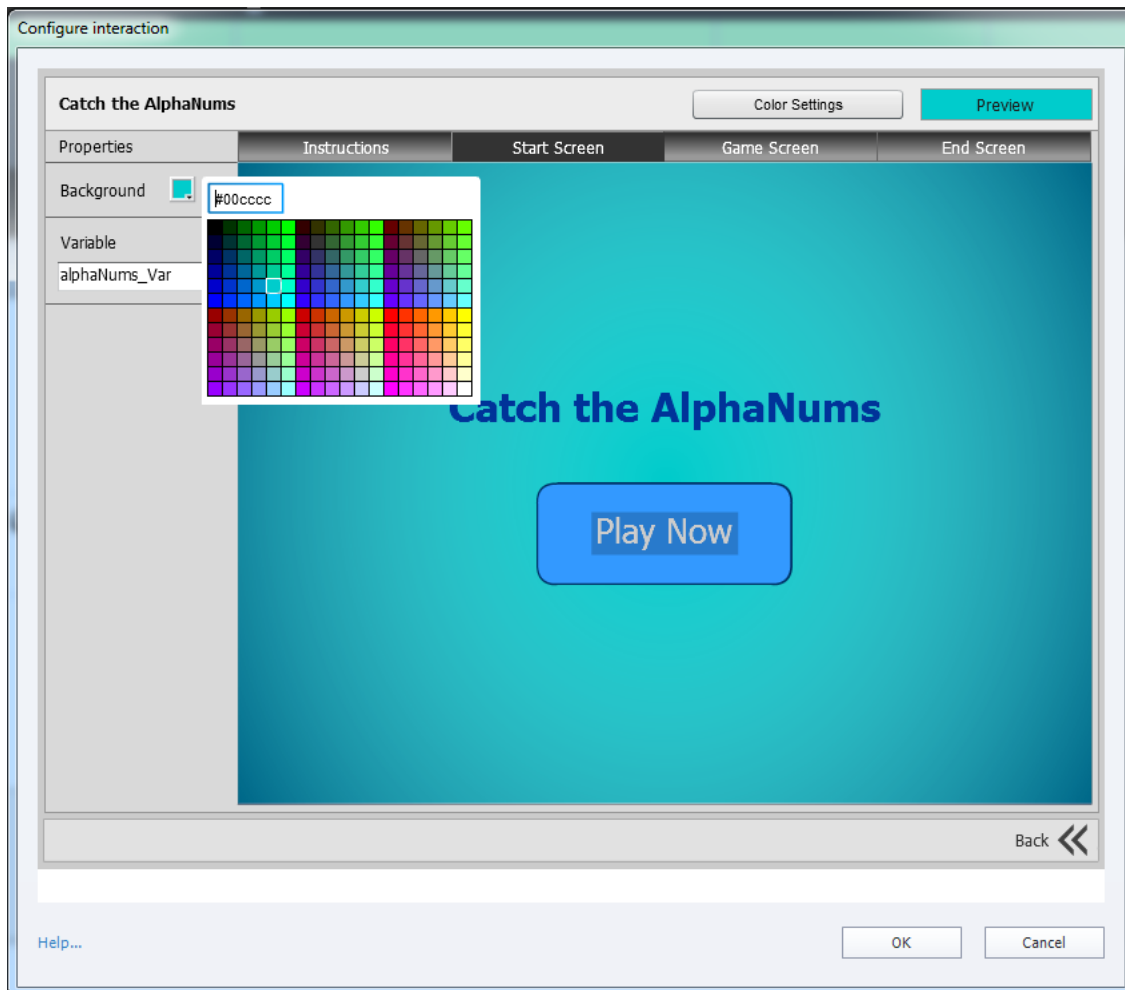 Configure interaction
Catch the AlphaNums
Color Settings
Preview
Properties
Instructions
Start Screen
Game Screen
End Screen
Background
#00cccc
Variable
alphaNums_Var
Catch the AlphaNums
Play Now
Back
Help...
OK
Cancel